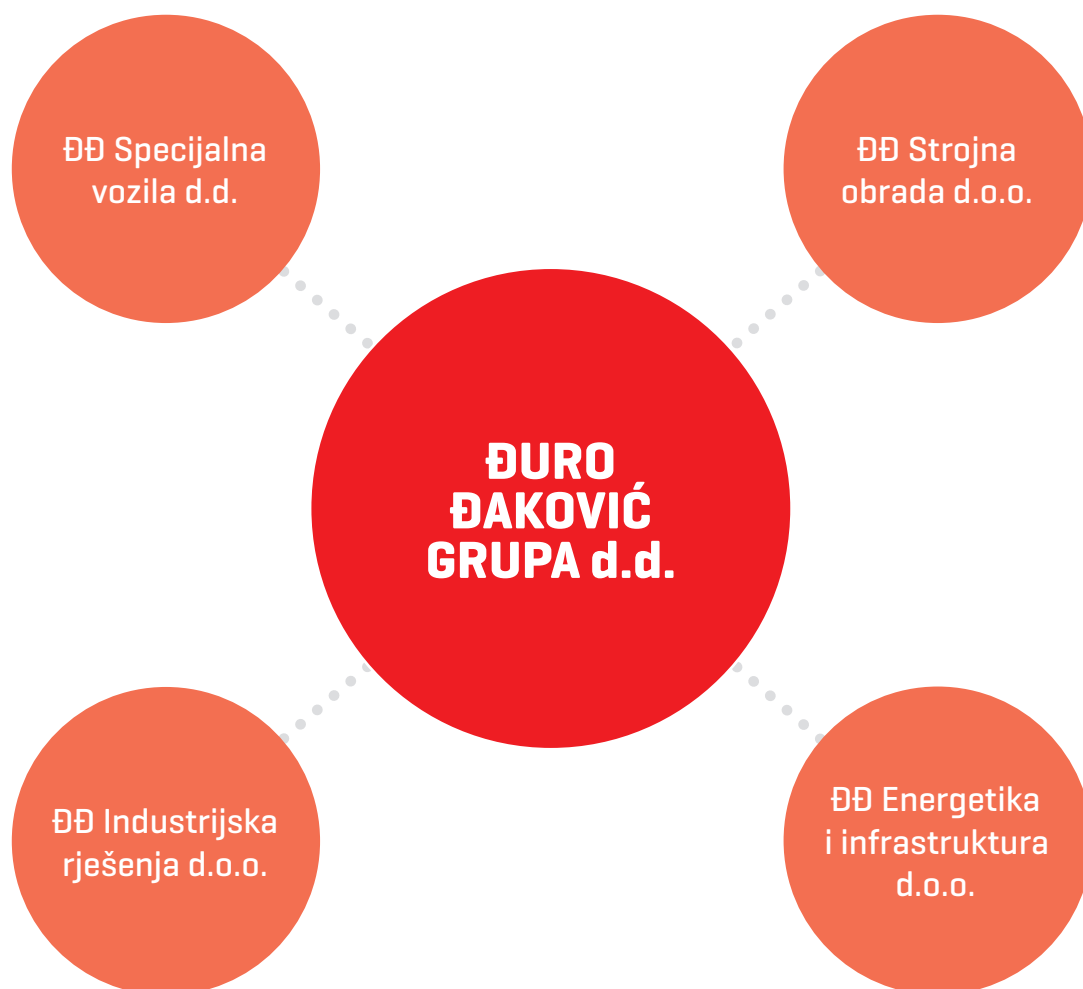 ĐĐ Specijalna
vozila d.d.
ĐĐ Strojna
obrada d.o.o.
ĐURO
ĐAKOVIĆ
GRUPA d.d.
ĐĐ Industrijska
rješenja d.o.o.
ĐĐ Energetika
i infrastruktura
d.o.o.